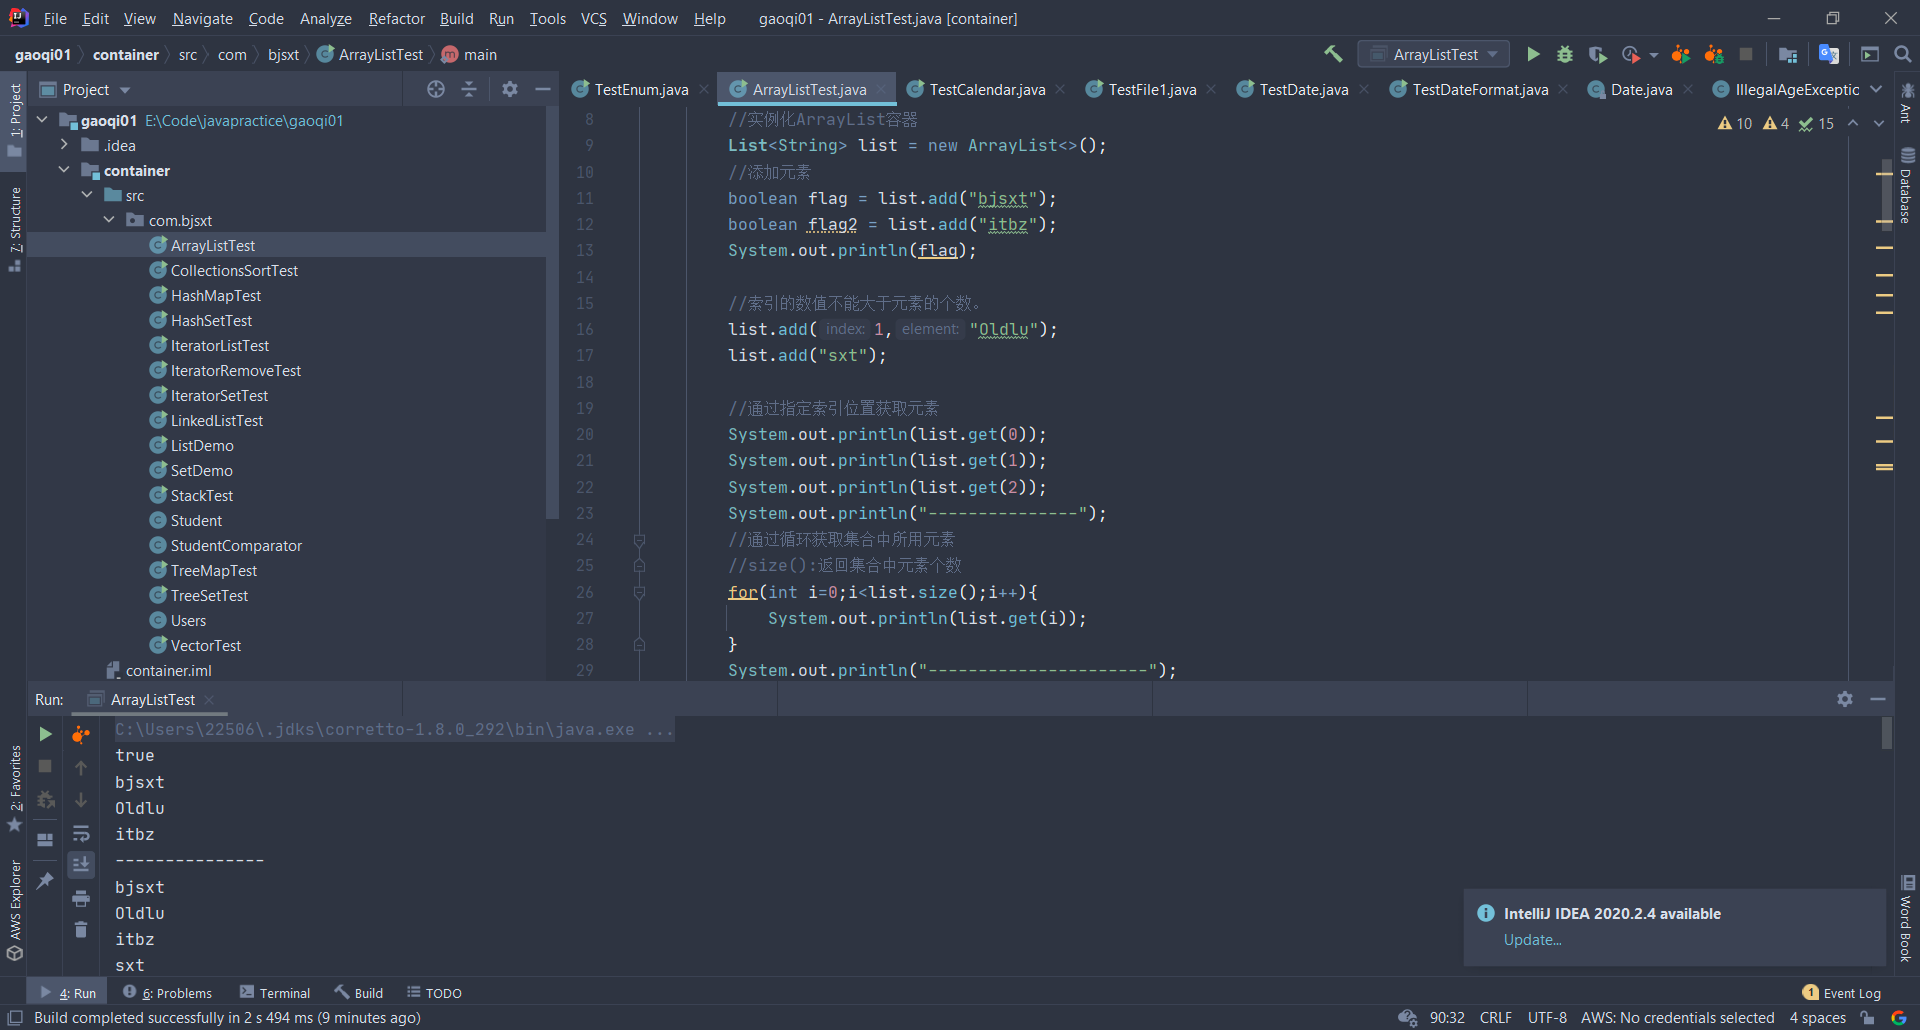 File Edit View Navigate Code Analyze Refactor Build Run Tools VCS Window Help gaoqi01 - ArrayListTest.java [container]
gaoqi01 container src com bjsxt ArrayListTest main
ArrayListTest
1: Project
7: Structure
2: Favorites
AWS Explorer
Project
gaoqi01 E:\Code\javapractice\gaoqi01
.idea
container
src
com.bjsxt
ArrayListTest
CollectionsSortTest
HashMapTest
HashSetTest
IteratorListTest
IteratorRemoveTest
IteratorSetTest
LinkedListTest
ListDemo
SetDemo
StackTest
Student
StudentComparator
TreeMapTest
TreeSetTest
Users
VectorTest
container.iml
TestEnum.java ArrayListTest.java TestCalendar.java TestFile1.java TestDate.java TestDateFormat.java Date.java IllegalAgeExceptio
10 4 15
8 //实例化ArrayList容器
9 List<String> list = new ArrayList<>();
10 //添加元素
11 boolean flag = list.add("bjsxt");
12 boolean flag2 = list.add("itbz");
13 System.out.println(flag);
14
15 //索引的数值不能大于元素的个数。
16 list.add( index: 1, element: "Oldlu");
17 list.add("sxt");
18
19 //通过指定索引位置获取元素
20 System.out.println(list.get(0));
21 System.out.println(list.get(1));
22 System.out.println(list.get(2));
23 System.out.println("---------------");
24 //通过循环获取集合中所用元素
25 //size():返回集合中元素个数
26 for(int i=0;i<list.size();i++){
27 System.out.println(list.get(i));
28 }
29 System.out.println("----------------------");
Ant
Database
Word Book
Run: ArrayListTest
C:\Users\22506\.jdks\corretto-1.8.0_292\bin\java.exe ...
true
bjsxt
Oldlu
itbz
---------------
bjsxt
Oldlu
itbz
sxt
IntelliJ IDEA 2020.2.4 available
Update...
4: Run 6: Problems Terminal Build TODO 1 Event Log
Build completed successfully in 2 s 494 ms (9 minutes ago) 90:32 CRLF UTF-8 AWS: No credentials selected 4 spaces